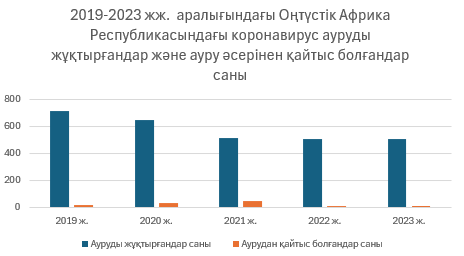 2019-2023 жж. аралығындағы Оңтүстік Африка
Республикасындағы коронавирус ауруды
жұқтырғандар және ауру әсерінен қайтыс болғандар
саны
800
600
400
200
0
2019 ж.
2020 ж.
2021 ж.
2022 ж.
2023 ж.
Ауруды жұқтырғандар саны
Аурудан қайтыс болғандар саны